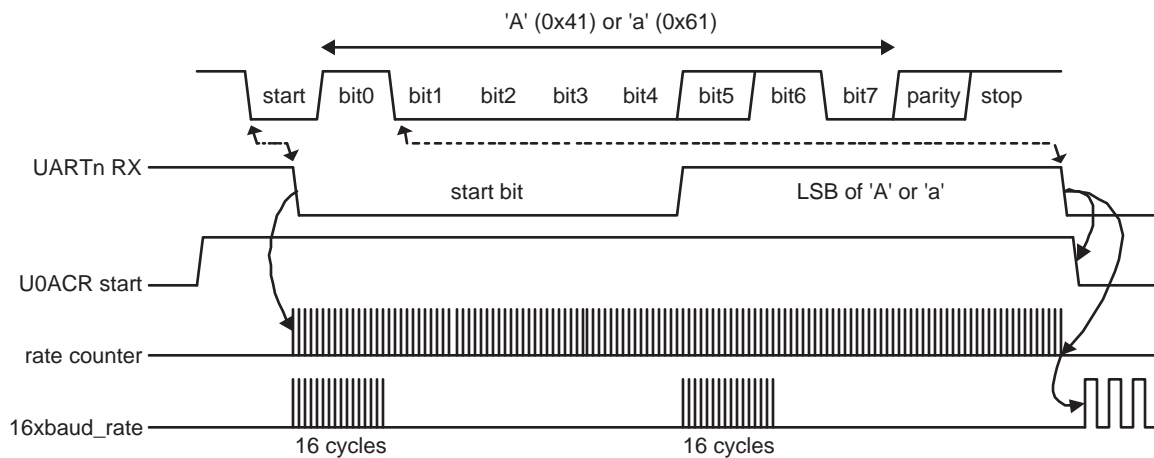 'A' (0x41) or 'a' (0x61)
start bit0 bit1 bit2 bit3 bit4 bit5 bit6 bit7 parity stop
UARTn RX
start bit LSB of 'A' or 'a'
U0ACR start
rate counter
16xbaud_rate
16 cycles 16 cycles